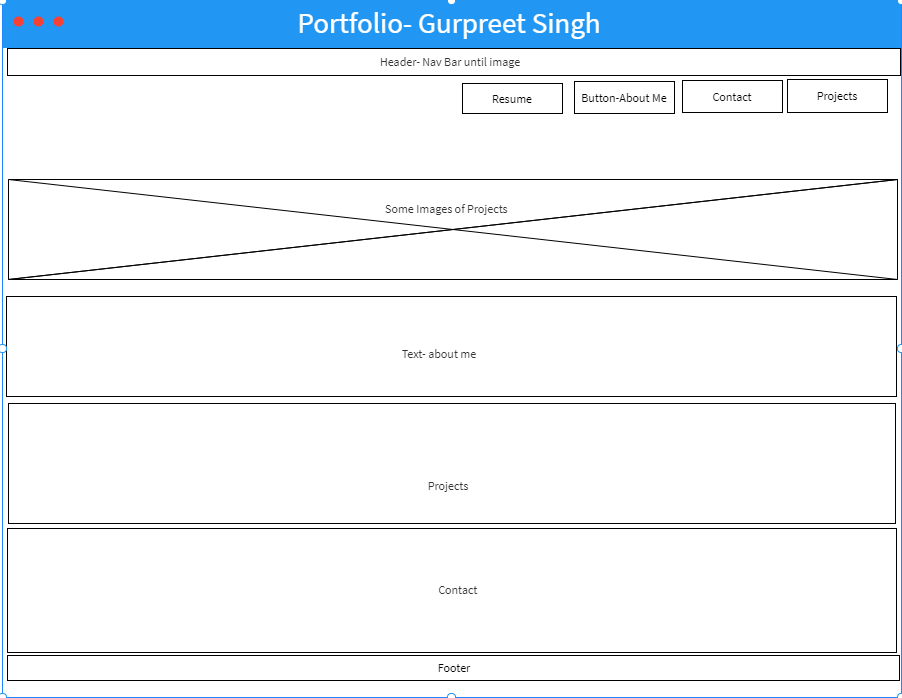 Portfolio- Gurpreet Singh
Header- Nav Bar until image
Resume
Button-About Me
Contact
Projects
Some Images of Projects
Text- about me
Projects
Contact
Footer